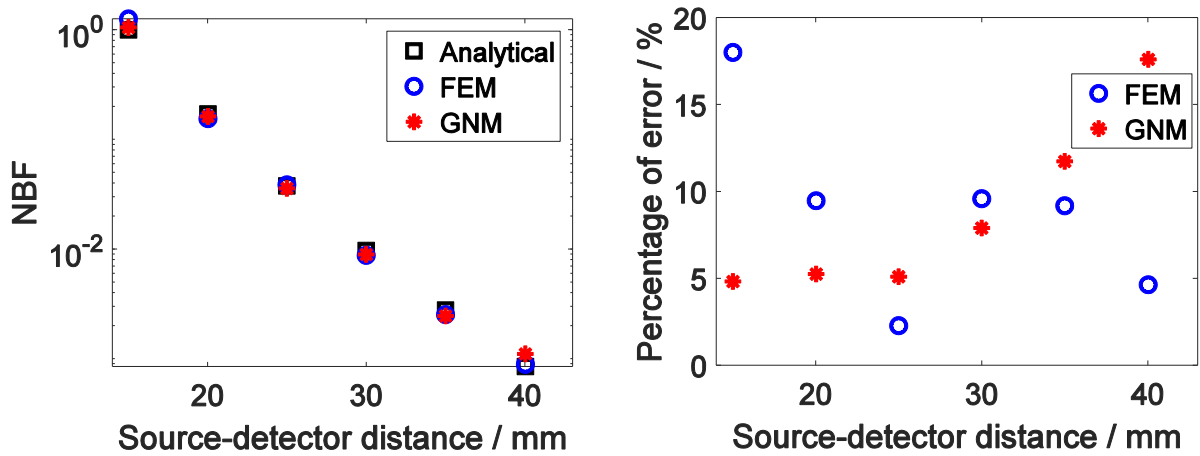 NBF
10^0
10^-2
20
30
40
Source-detector distance / mm
Analytical
FEM
GNM
Percentage of error / %
20
15
10
5
0
20
30
40
Source-detector distance / mm
FEM
GNM